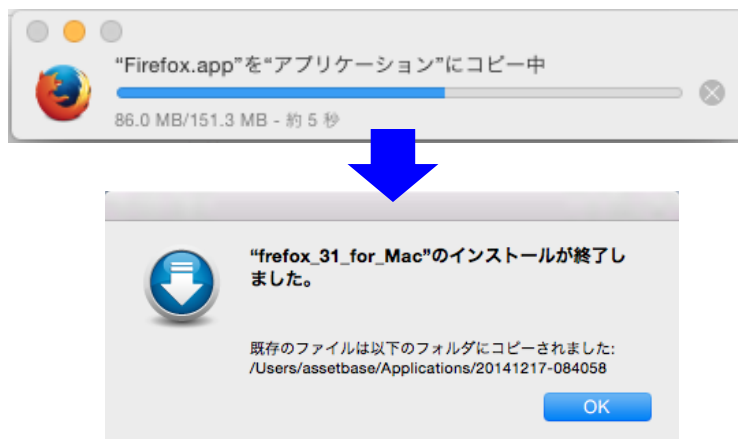 “Firefox.app”を“アプリケーション”にコピー中
86.0 MB/151.3 MB - 約 5 秒
“frefox_31_for_Mac”のインストールが終了し
ました。
既存のファイルは以下のフォルダにコピーされました:
/Users/assetbase/Applications/20141217-084058
OK